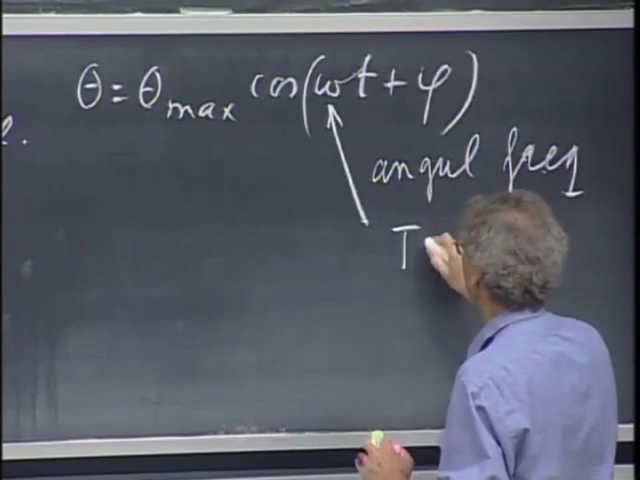 θ = θmax cos(ωt + φ)
angul freq
T